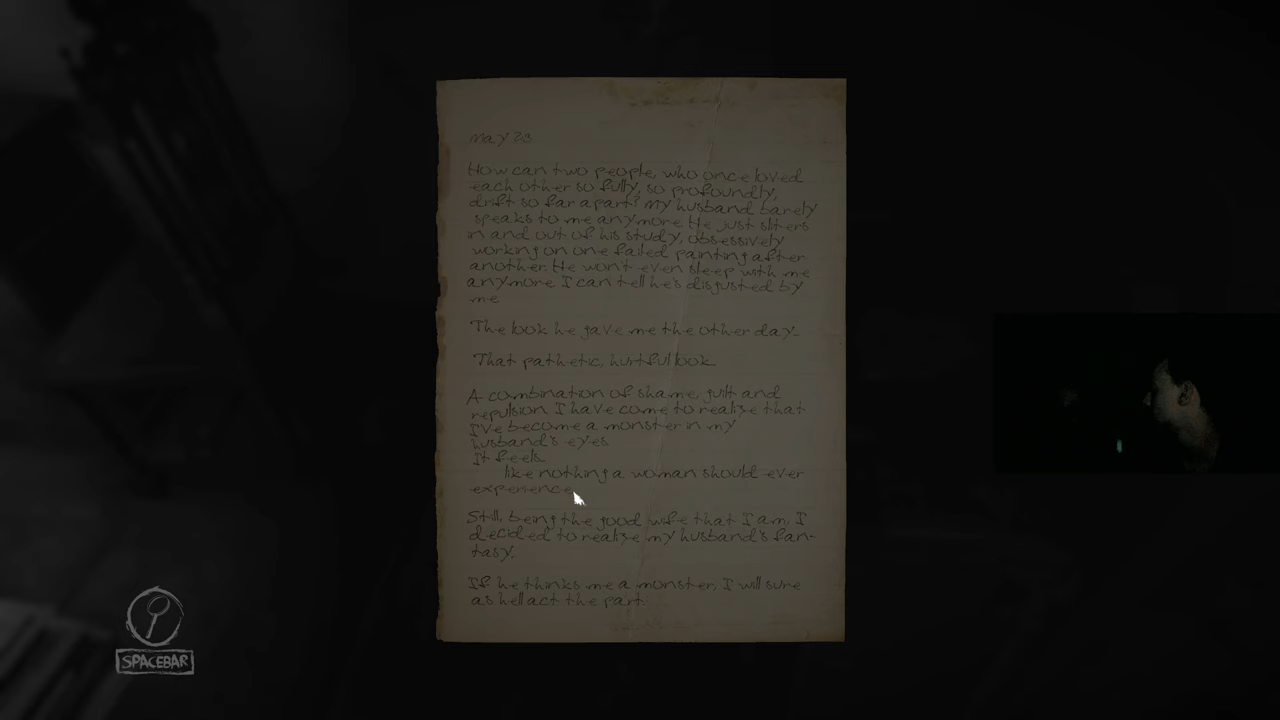 May 23
How can two people, who once loved
each other so fully, so profoundly,
drift so far apart? My husband barely
speaks to me anymore. He just slithers
in and out of his study, obsessively
working on one failed painting after
another. He won't even sleep with me
anymore. I can tell he's disgusted by
me
The look he gave me the other day...
That pathetic, hurtful look.
A combination of shame, guilt and
repulsion. I have come to realize that
I've become a monster in my
husband's eyes.
It feels...
like nothing a woman should ever
experience.
Still, being the good wife that I am, I
decided to realize my husband's fan-
tasy.
If he thinks me a monster, I will sure
as hell act the part.
SPACEBAR